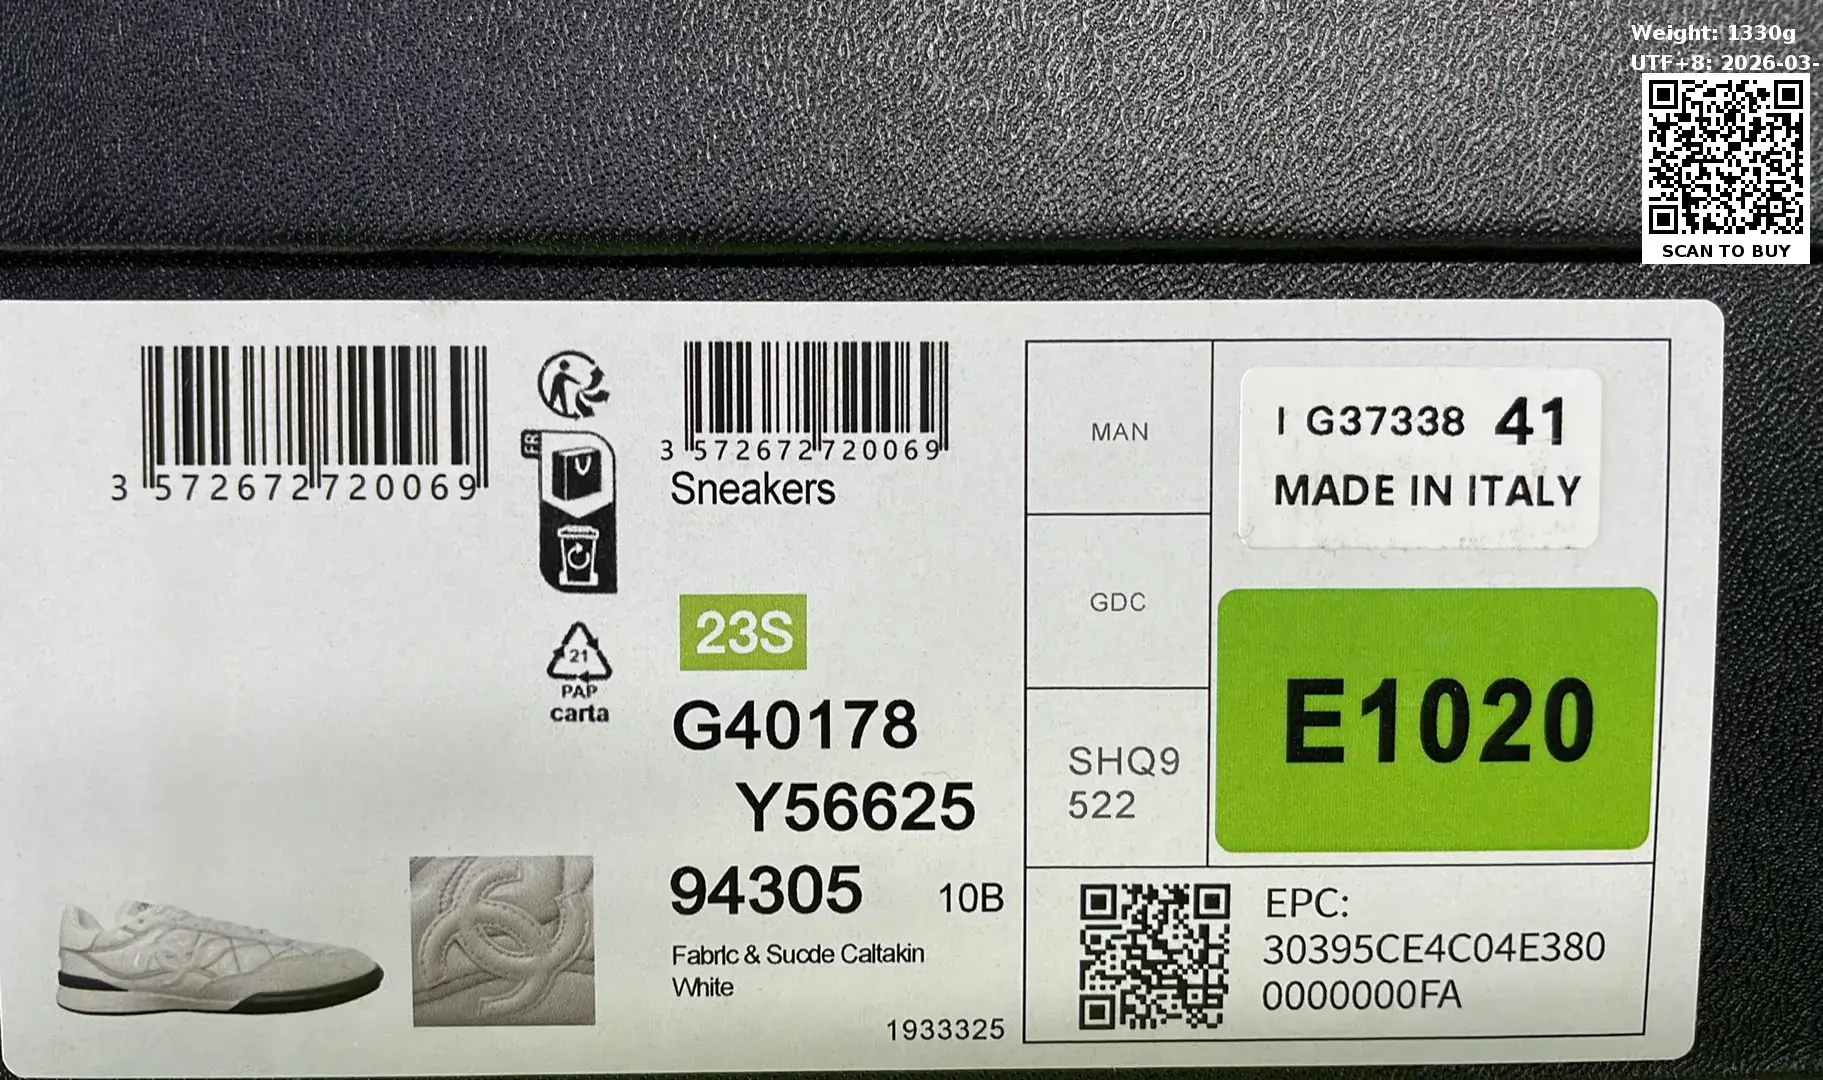 Weight: 1330g
UTF+8: 2026-03-
SCAN TO BUY
3 572672 720069
FR
21
PAP
carta
3 572672 720069
Sneakers
23S
G40178
Y56625
94305 10B
Fabric & Sucde Caltakin
White
1933325
MAN
GDC
SHQ9
522
I G37338 41
MADE IN ITALY
E1020
EPC:
30395CE4C04E380
0000000FA